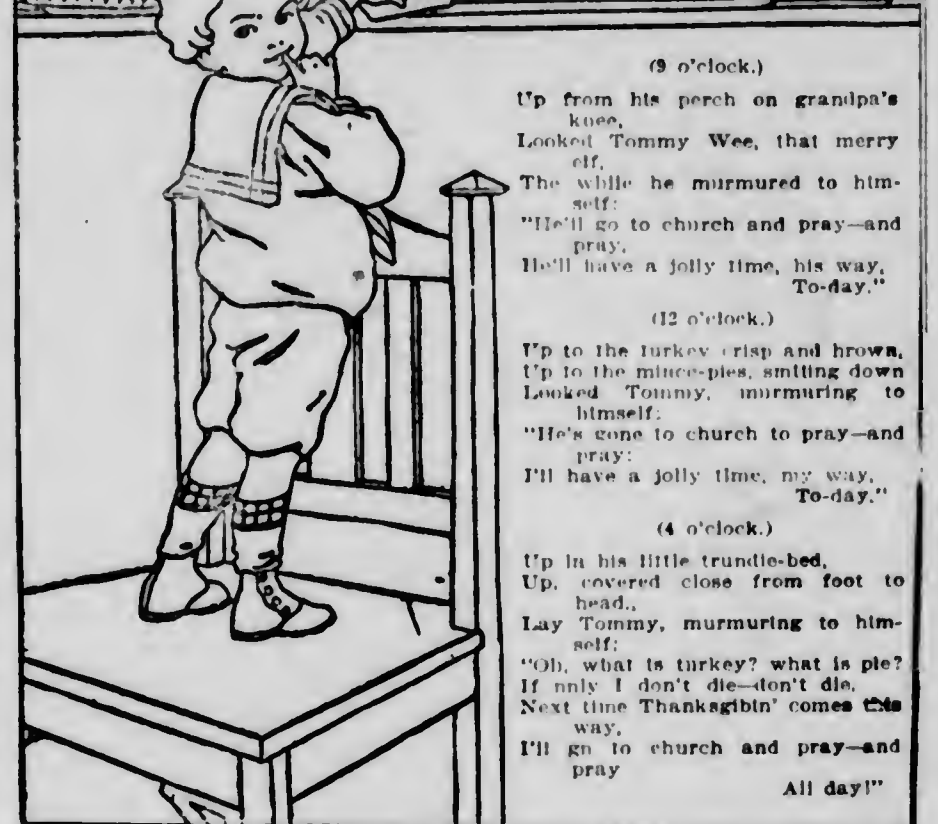 (9 o'clock.)
Up from his perch on grandpa's
knee,
Looked Tommy Wee, that merry
elf,
The while he murmured to him-
self:
"He'll go to church and pray—and
pray,
He'll have a jolly time, his way,
To-day."
(12 o'clock.)
Up to the turkey crisp and brown,
Up to the mince-pies, smiling down
Looked Tommy, murmuring to
himself:
"He's gone to church to pray—and
pray:
I'll have a jolly time, my way,
To-day."
(4 o'clock.)
Up in his little trundle-bed,
Up, covered close from foot to
head.,
Lay Tommy, murmuring to him-
self:
"Oh, what is turkey? what is pie?
If only I don't die—don't die,
Next time Thanksgibin' comes this
way,
I'll go to church and pray—and
pray
All day!"